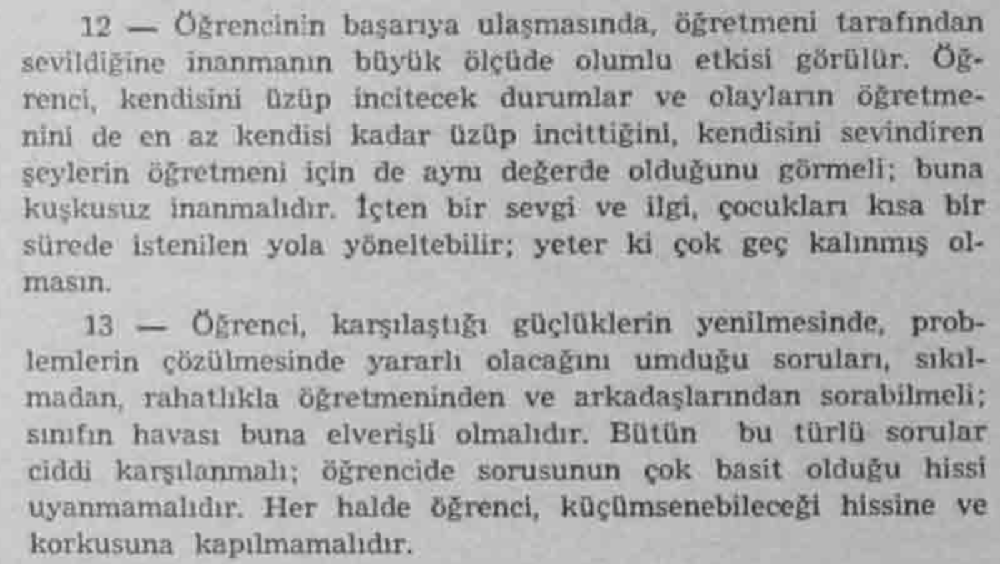 12 — Öğrencinin başarıya ulaşmasında, öğretmeni tarafından
sevildiğine inanmanın büyük ölçüde olumlu etkisi görülür. Öğ-
renci, kendisini üzüp incitecek durumlar ve olayların öğretme-
nini de en az kendisi kadar üzüp incittiğini, kendisini sevindiren
şeylerin öğretmeni için de aynı değerde olduğunu görmeli; buna
kuşkusuz inanmalıdır. İçten bir sevgi ve ilgi, çocukları kısa bir
sürede istenilen yola yöneltebilir; yeter ki çok geç kalınmış ol-
masın.
13 — Öğrenci, karşılaştığı güçlüklerin yenilmesinde, prob-
lemlerin çözülmesinde yararlı olacağını umduğu soruları, sıkıl-
madan, rahatlıkla öğretmeninden ve arkadaşlarından sorabilmeli;
sınıfın havası buna elverişli olmalıdır. Bütün bu türlü sorular
ciddi karşılanmalı; öğrencide sorusunun çok basit olduğu hissi
uyanmamalıdır. Her halde öğrenci, küçümsenebileceği hissine ve
korkusuna kapılmamalıdır.